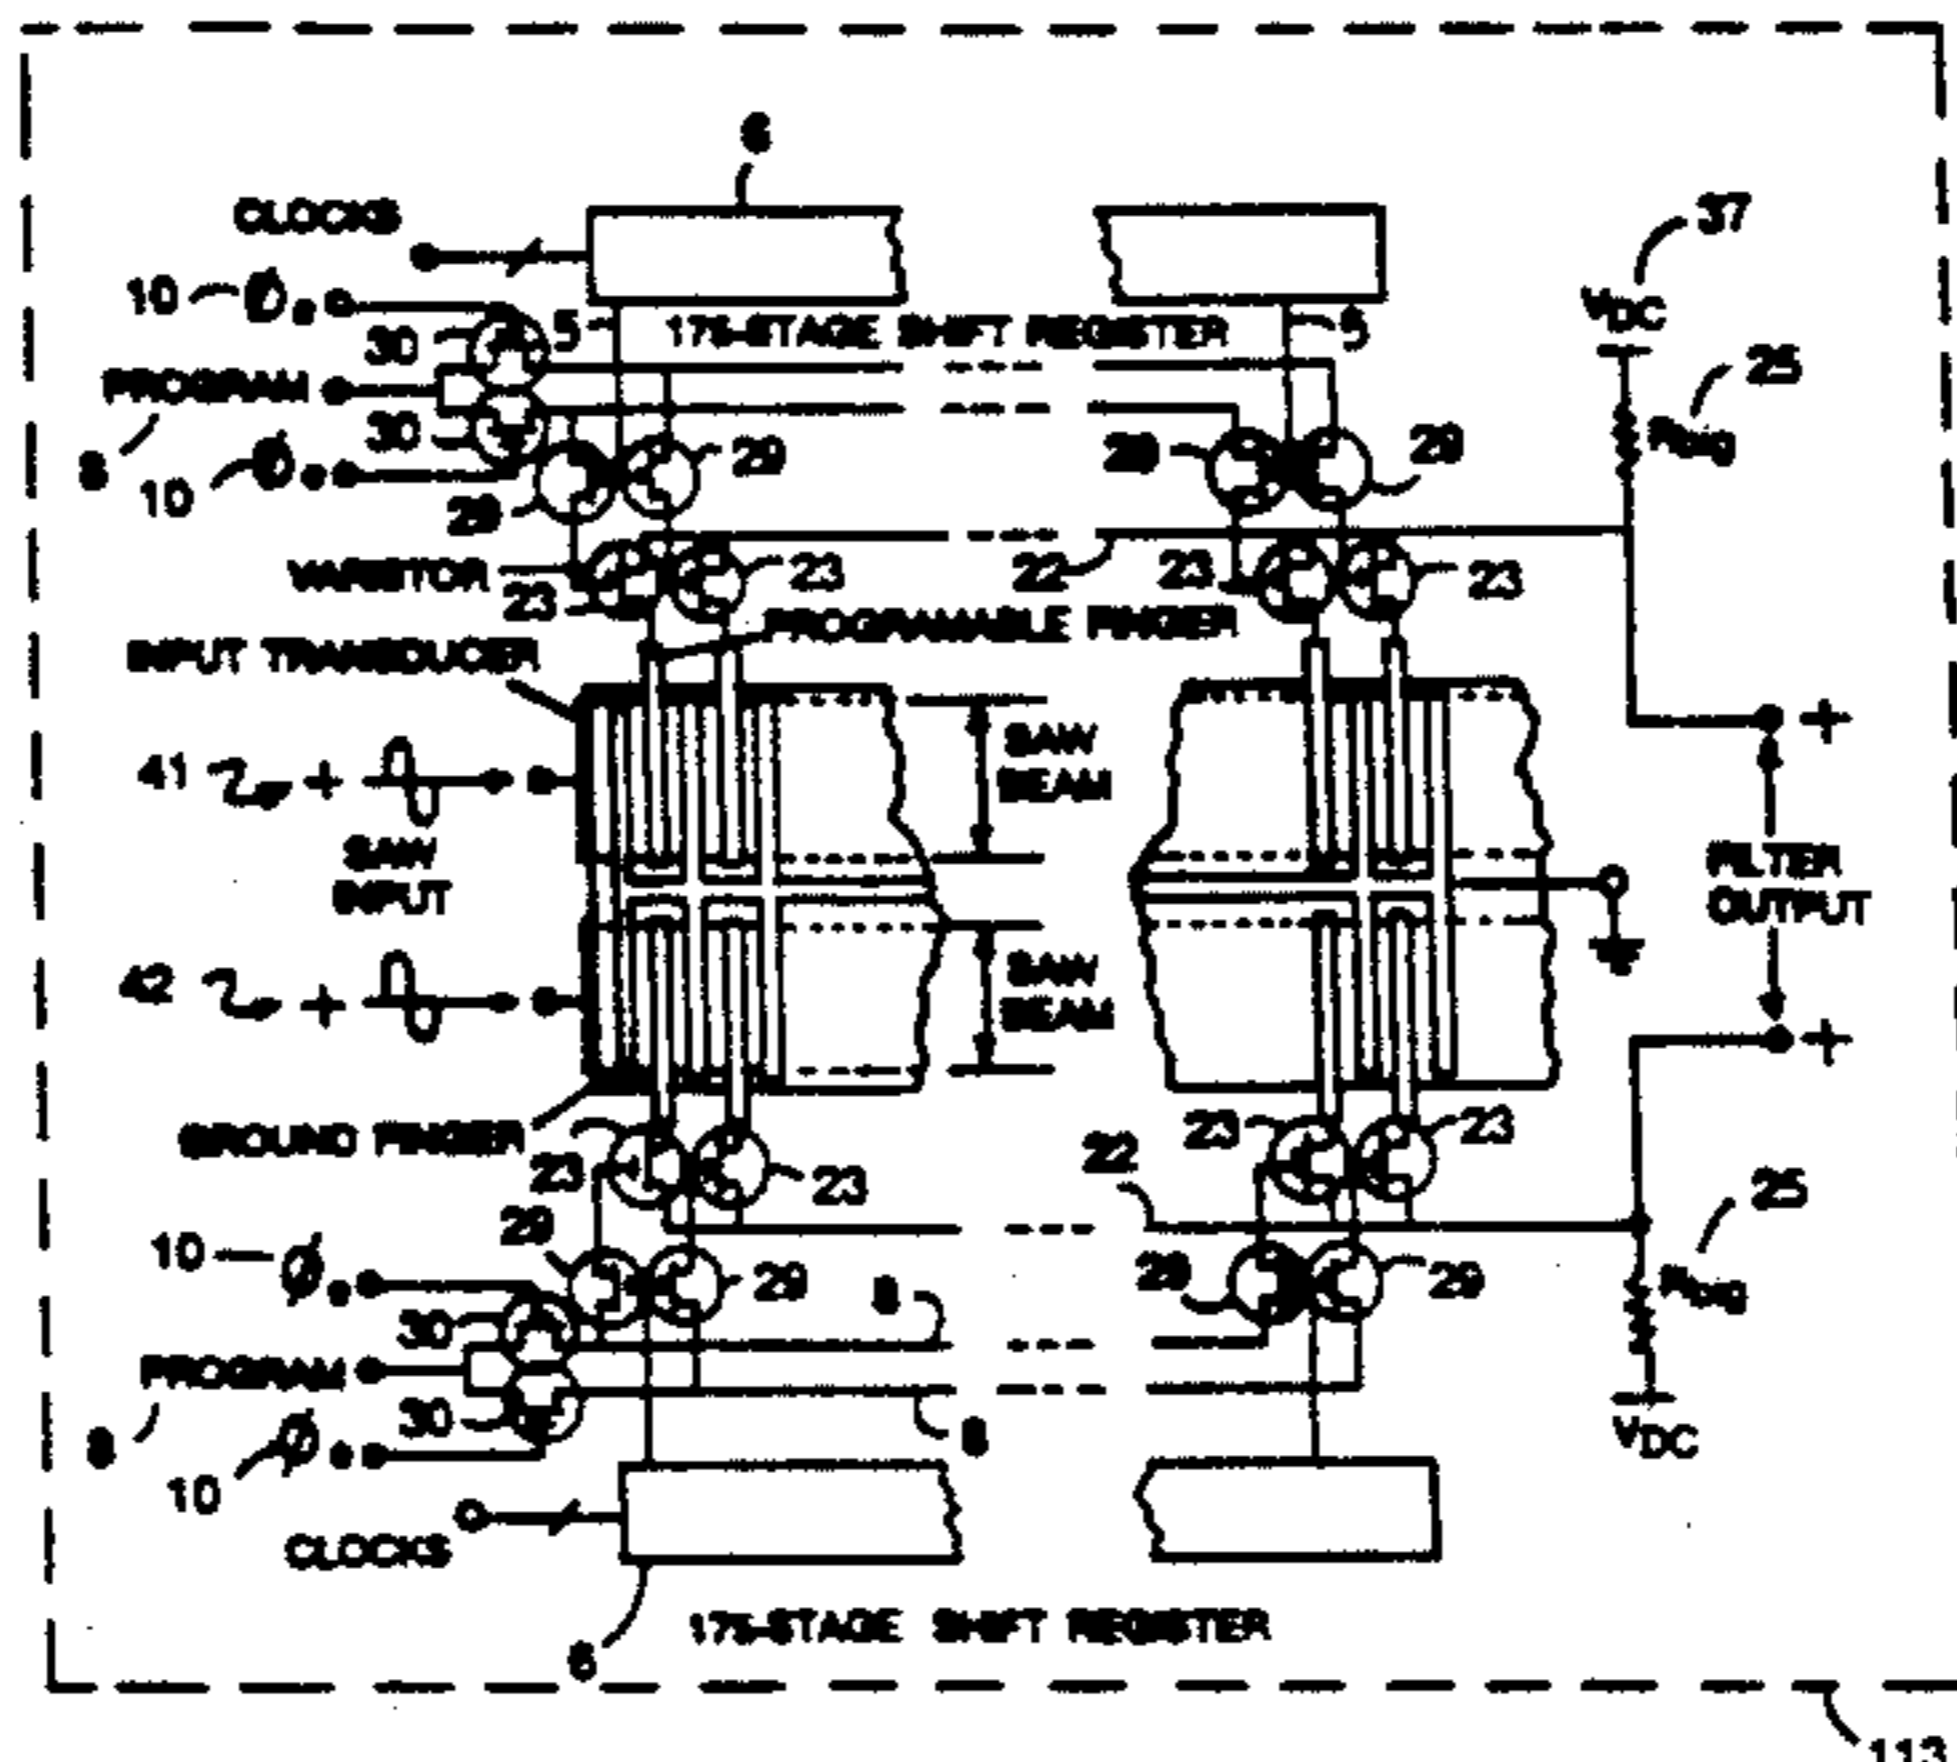 6
CLOCKS
37
10
VDC
30
5
175-STAGE SHIFT REGISTER
5
PROGRAM
25
30
8
10
29
29
29
29
VARISTOR
23
23
22
23
23
PROGRAMABLE FINGER
INPUT TRANSDUCER
41
+
SAW
BEAM
+
SAW
INPUT
FILTER
OUTPUT
42
+
SAW
BEAM
+
GROUND FINGER
23
23
22
23
23
25
29
10
29
29
29
8
30
PROGRAM
8
30
8
10
VDC
CLOCKS
175-STAGE SHIFT REGISTER
6
113